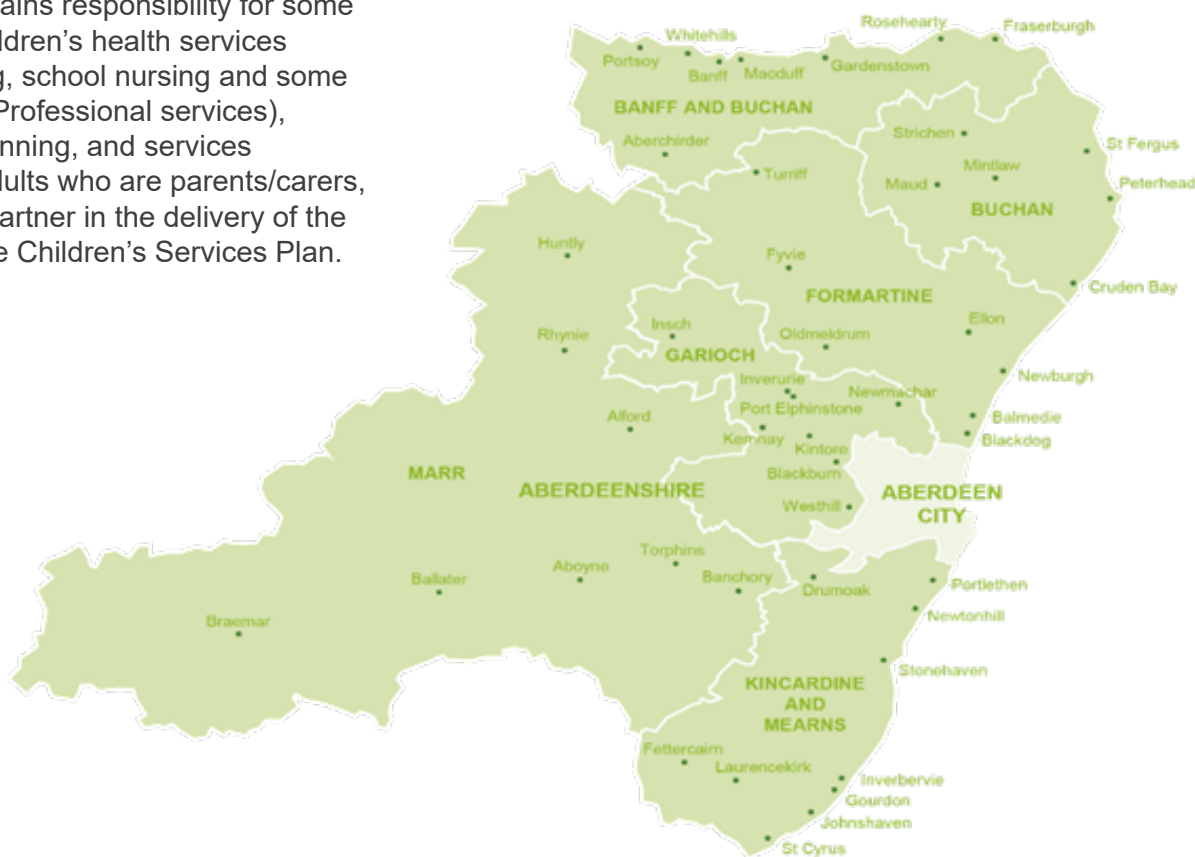 ains responsibility for some
ildren’s health services
g, school nursing and some
Professional services),
nning, and services
dults who are parents/carers,
artner in the delivery of the
e Children’s Services Plan.
Rosehearty
Fraserburgh
Whitehills
Portsoy
Banff
Macduff
Gardenstown
BANFF AND BUCHAN
Aberchirder
Strichen
St Fergus
Turriff
Mintlaw
Maud
Peterhead
BUCHAN
Huntly
Fyvie
Cruden Bay
FORMARTINE
Insch
Ellon
Rhynie
Oldmeldrum
GARIOCH
Inverurie
Newburgh
Newmachar
Alford
Port Elphinstone
Balmedie
Kemnay
Blackdog
Kintore
MARR
Blackburn
ABERDEENSHIRE
ABERDEEN
CITY
Westhill
Torphins
Aboyne
Banchory
Ballater
Drumoak
Portlethen
Newtonhill
Braemar
Stonehaven
KINCARDINE
AND
MEARNS
Fettercairn
Laurencekirk
Inverbervie
Gourdon
Johnshaven
St Cyrus